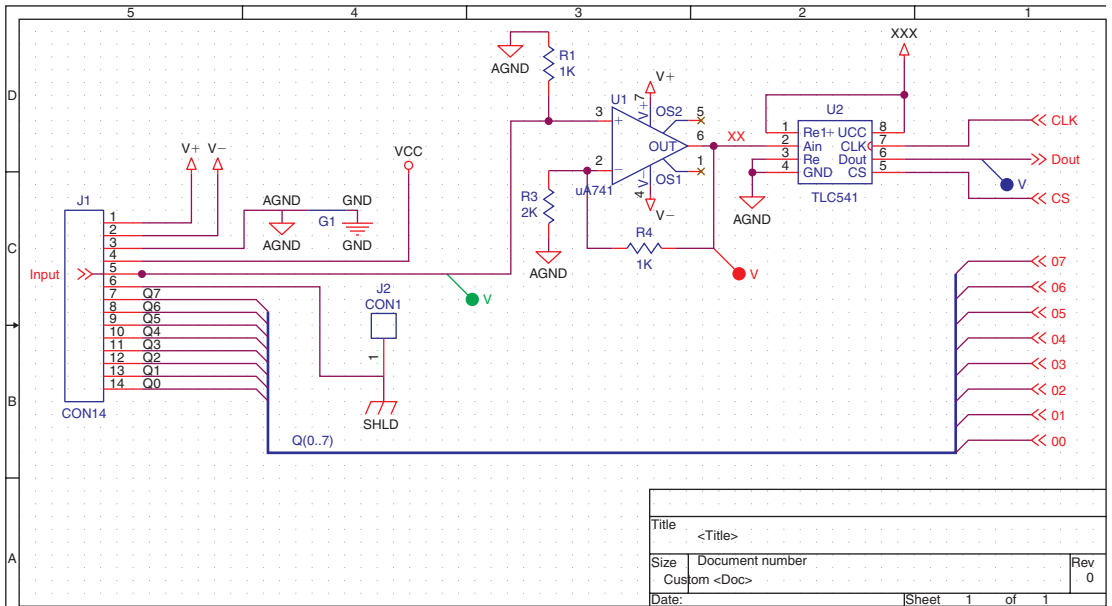 5 4 3 2 1
D
C
B
A
AGND
R1
1K
XXX
U1
V+
7
V+
3
+
OS2
5
6
OUT
XX
2
−
OS1
1
uA741
4
V−
V−
R3
2K
AGND
R4
1K
V
U2
1 Re1+ UCC 8
2 Ain CLK 7
3 Re Dout 6
4 GND CS 5
TLC541
AGND
CLK
Dout
V
CS
V+ V−
VCC
J1
1
2
3
4
5
6
7 Q7
8 Q6
9 Q5
10 Q4
11 Q3
12 Q2
13 Q1
14 Q0
CON14
Input
AGND GND
G1
AGND GND
V
J2
CON1
1
SHLD
Q(0..7)
07
06
05
04
03
02
01
00
Title
<Title>
Size Document number Rev
Custom <Doc> 0
Date: Sheet 1 of 1